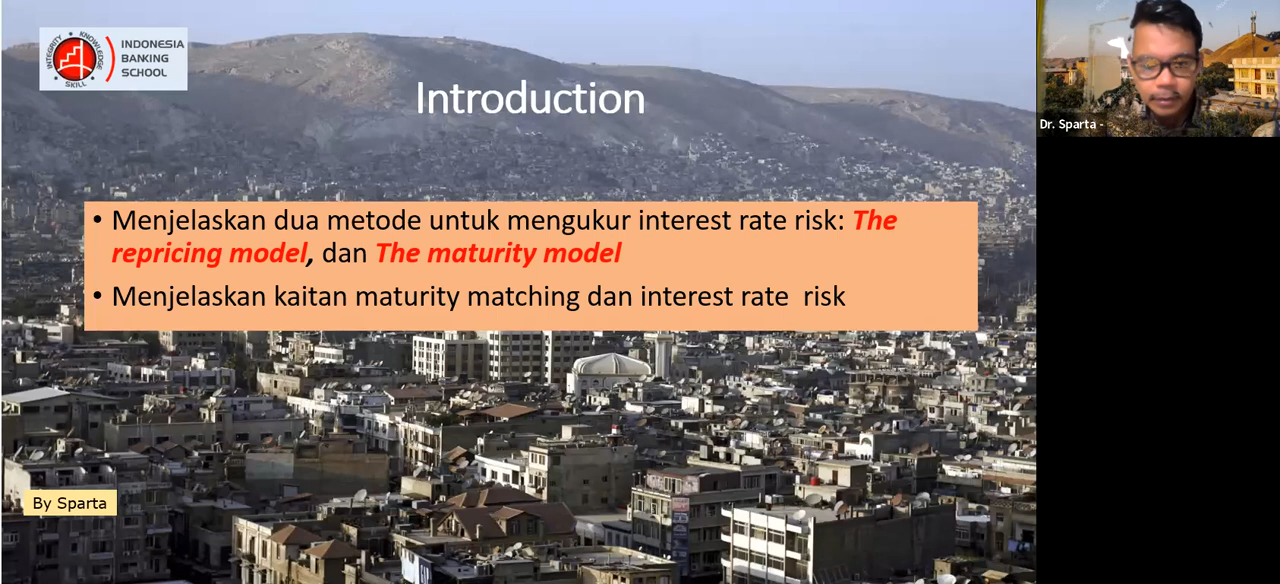 INTEGRITY
KNOWLEDGE
SKILL
INDONESIA
BANKING
SCHOOL
Introduction
• Menjelaskan dua metode untuk mengukur interest rate risk: The
repricing model, dan The maturity model
• Menjelaskan kaitan maturity matching dan interest rate  risk
By Sparta
Dr. Sparta -